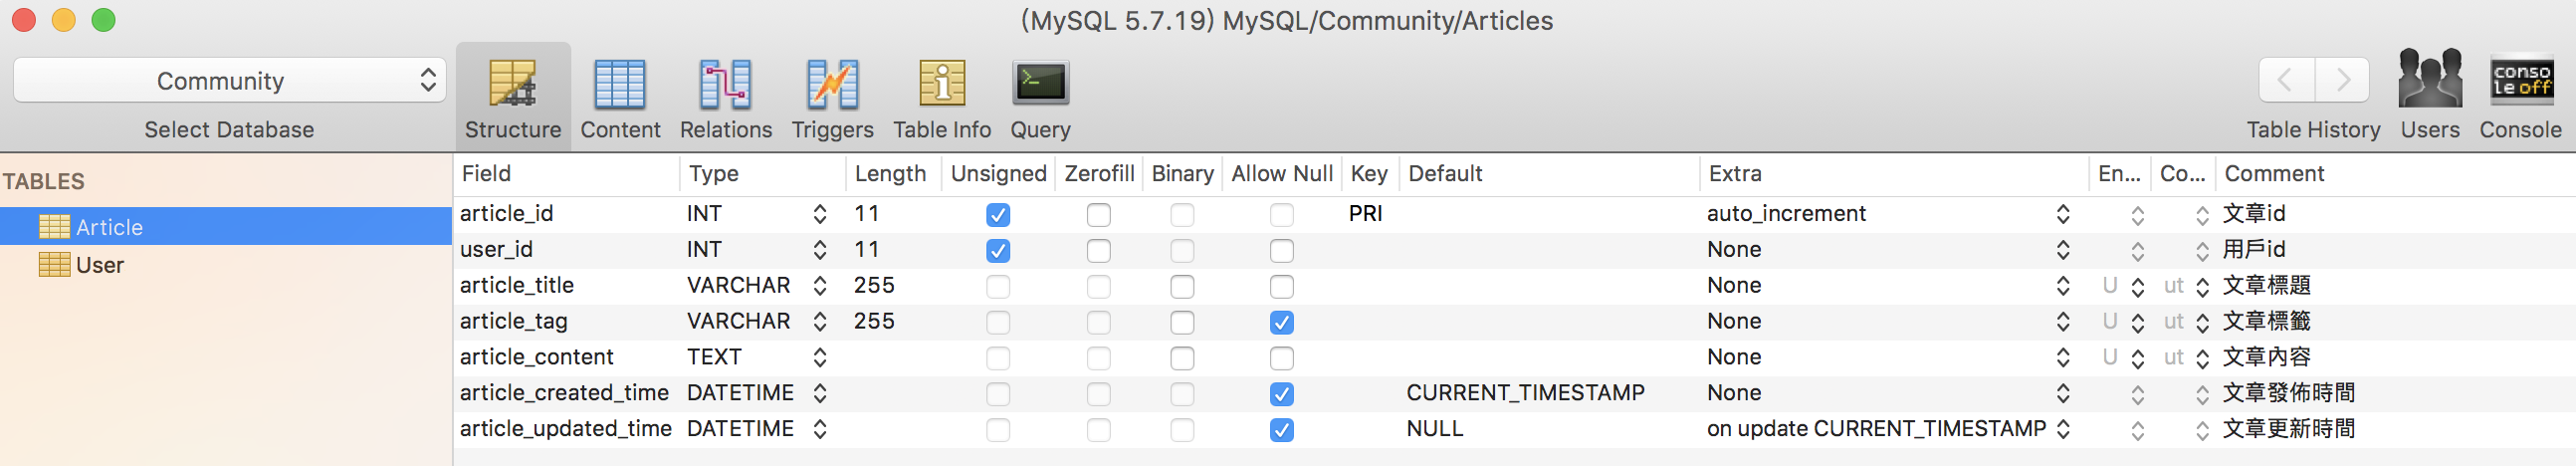 (MySQL 5.7.19) MySQL/Community/Articles
Community
Select Database
Structure Content Relations Triggers Table Info Query
console off
Table History Users Console
TABLES
Article
User
Field Type Length Unsigned Zerofill Binary Allow Null Key Default Extra En... Co... Comment
article_id INT 11 PRI auto_increment 文章id
user_id INT 11 None 用戶id
article_title VARCHAR 255 None U ut 文章標題
article_tag VARCHAR 255 None U ut 文章標籤
article_content TEXT None U ut 文章內容
article_created_time DATETIME CURRENT_TIMESTAMP None 文章發佈時間
article_updated_time DATETIME NULL on update CURRENT_TIMESTAMP 文章更新時間